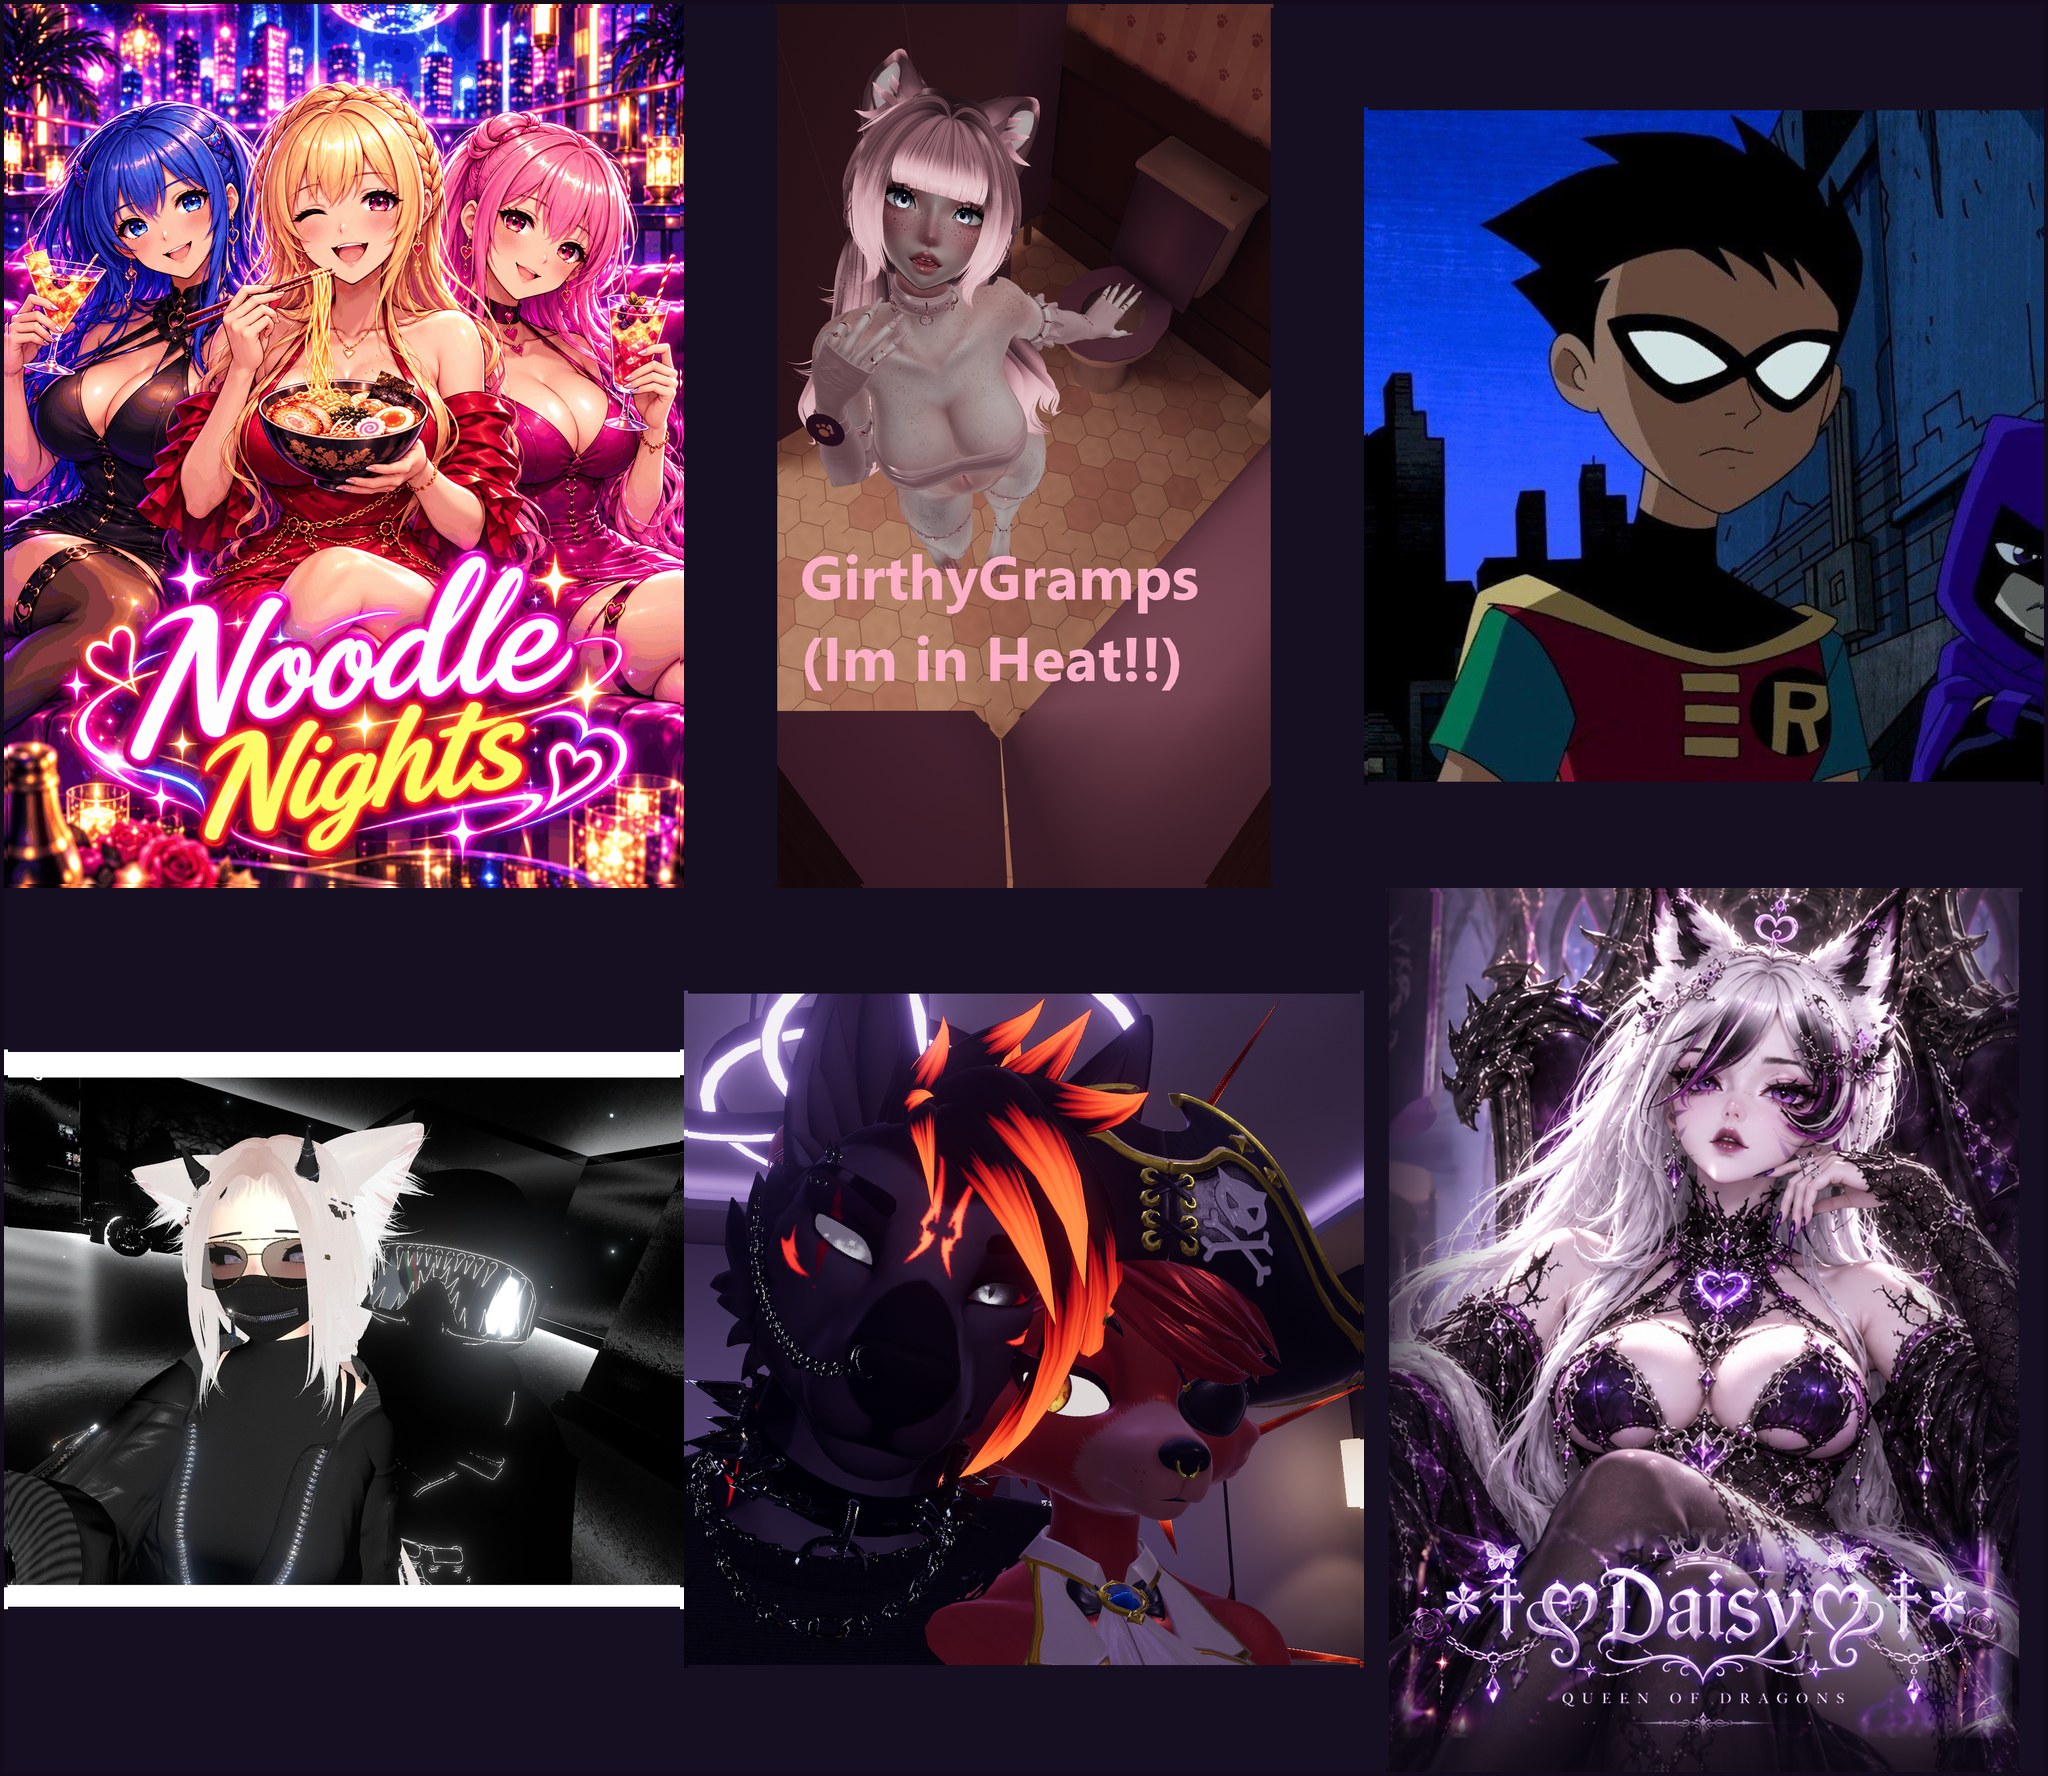 Noodle
Nights
GirthyGramps
(Im in Heat!!)
R
*†♡Daisy♡†*
QUEEN OF DRAGONS